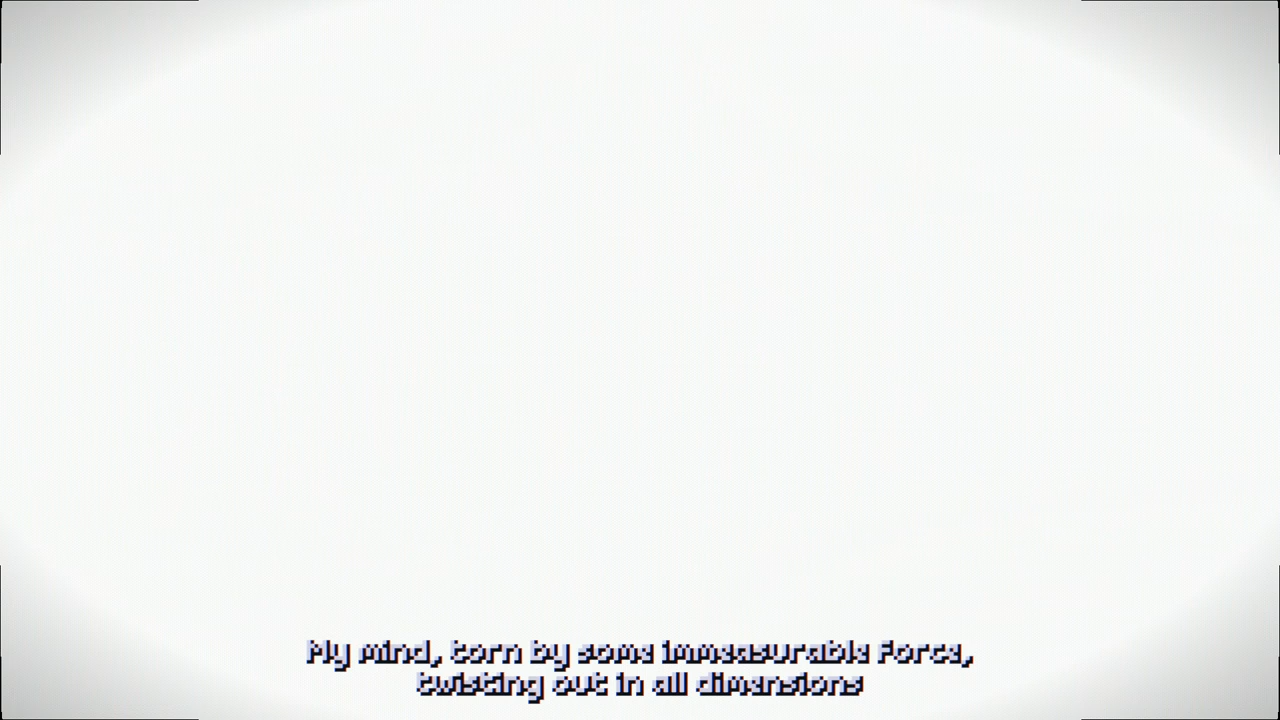 My mind, torn by some immeasurable force,
twisting out in all dimensions